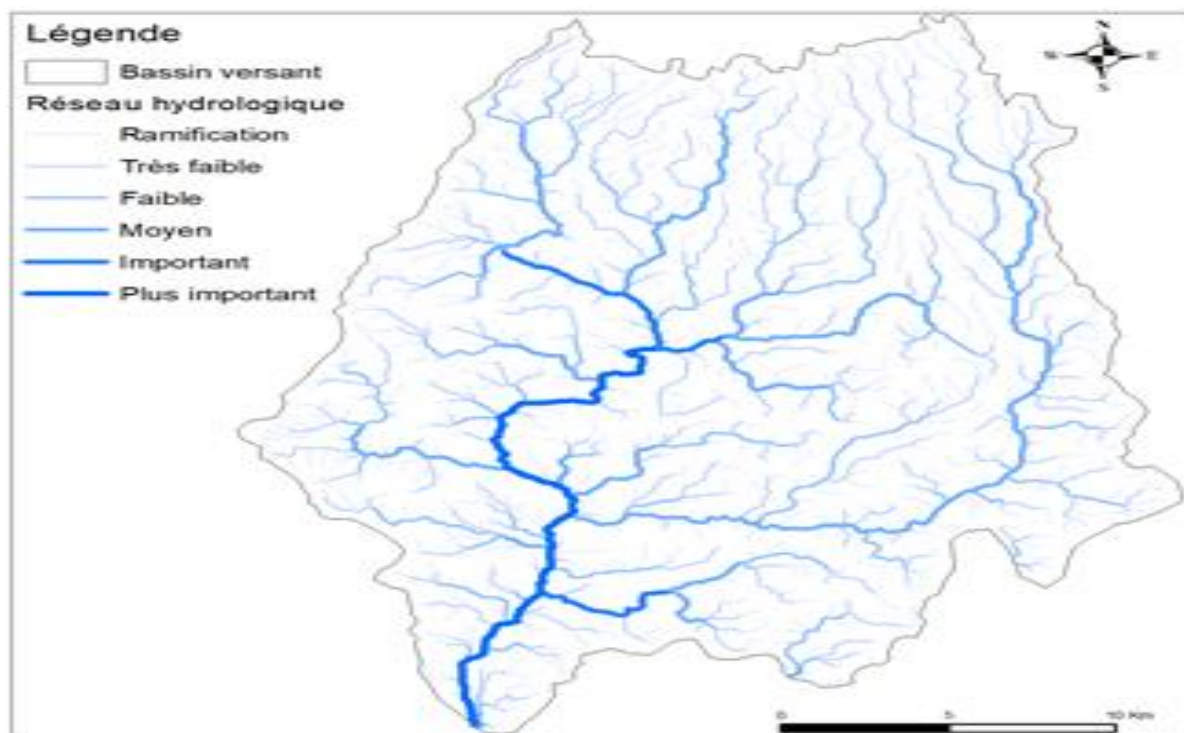 Légende
Bassin versant
Réseau hydrologique
Ramification
Très faible
Faible
Moyen
Important
Plus important
N
W E
S
0 5 10 Km